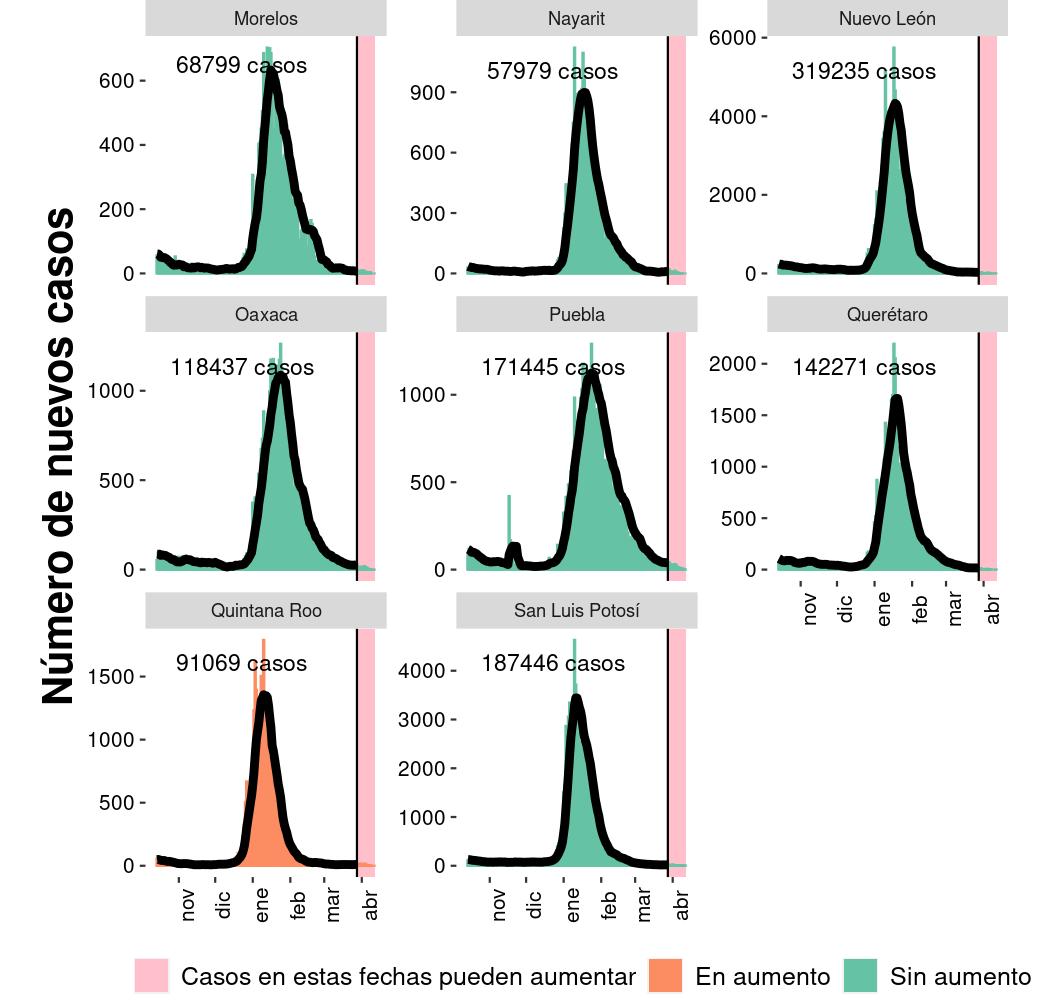 Número de nuevos casos
Morelos
Nayarit
Nuevo León
68799 casos
57979 casos
319235 casos
600
400
200
0
900
600
300
0
6000
4000
2000
0
Oaxaca
Puebla
Querétaro
118437 casos
171445 casos
142271 casos
1000
500
0
1000
500
0
2000
1500
1000
500
0
nov
dic
ene
feb
mar
abr
Quintana Roo
San Luis Potosí
91069 casos
187446 casos
1500
1000
500
0
4000
3000
2000
1000
0
nov
dic
ene
feb
mar
abr
nov
dic
ene
feb
mar
abr
Casos en estas fechas pueden aumentar
En aumento
Sin aumento